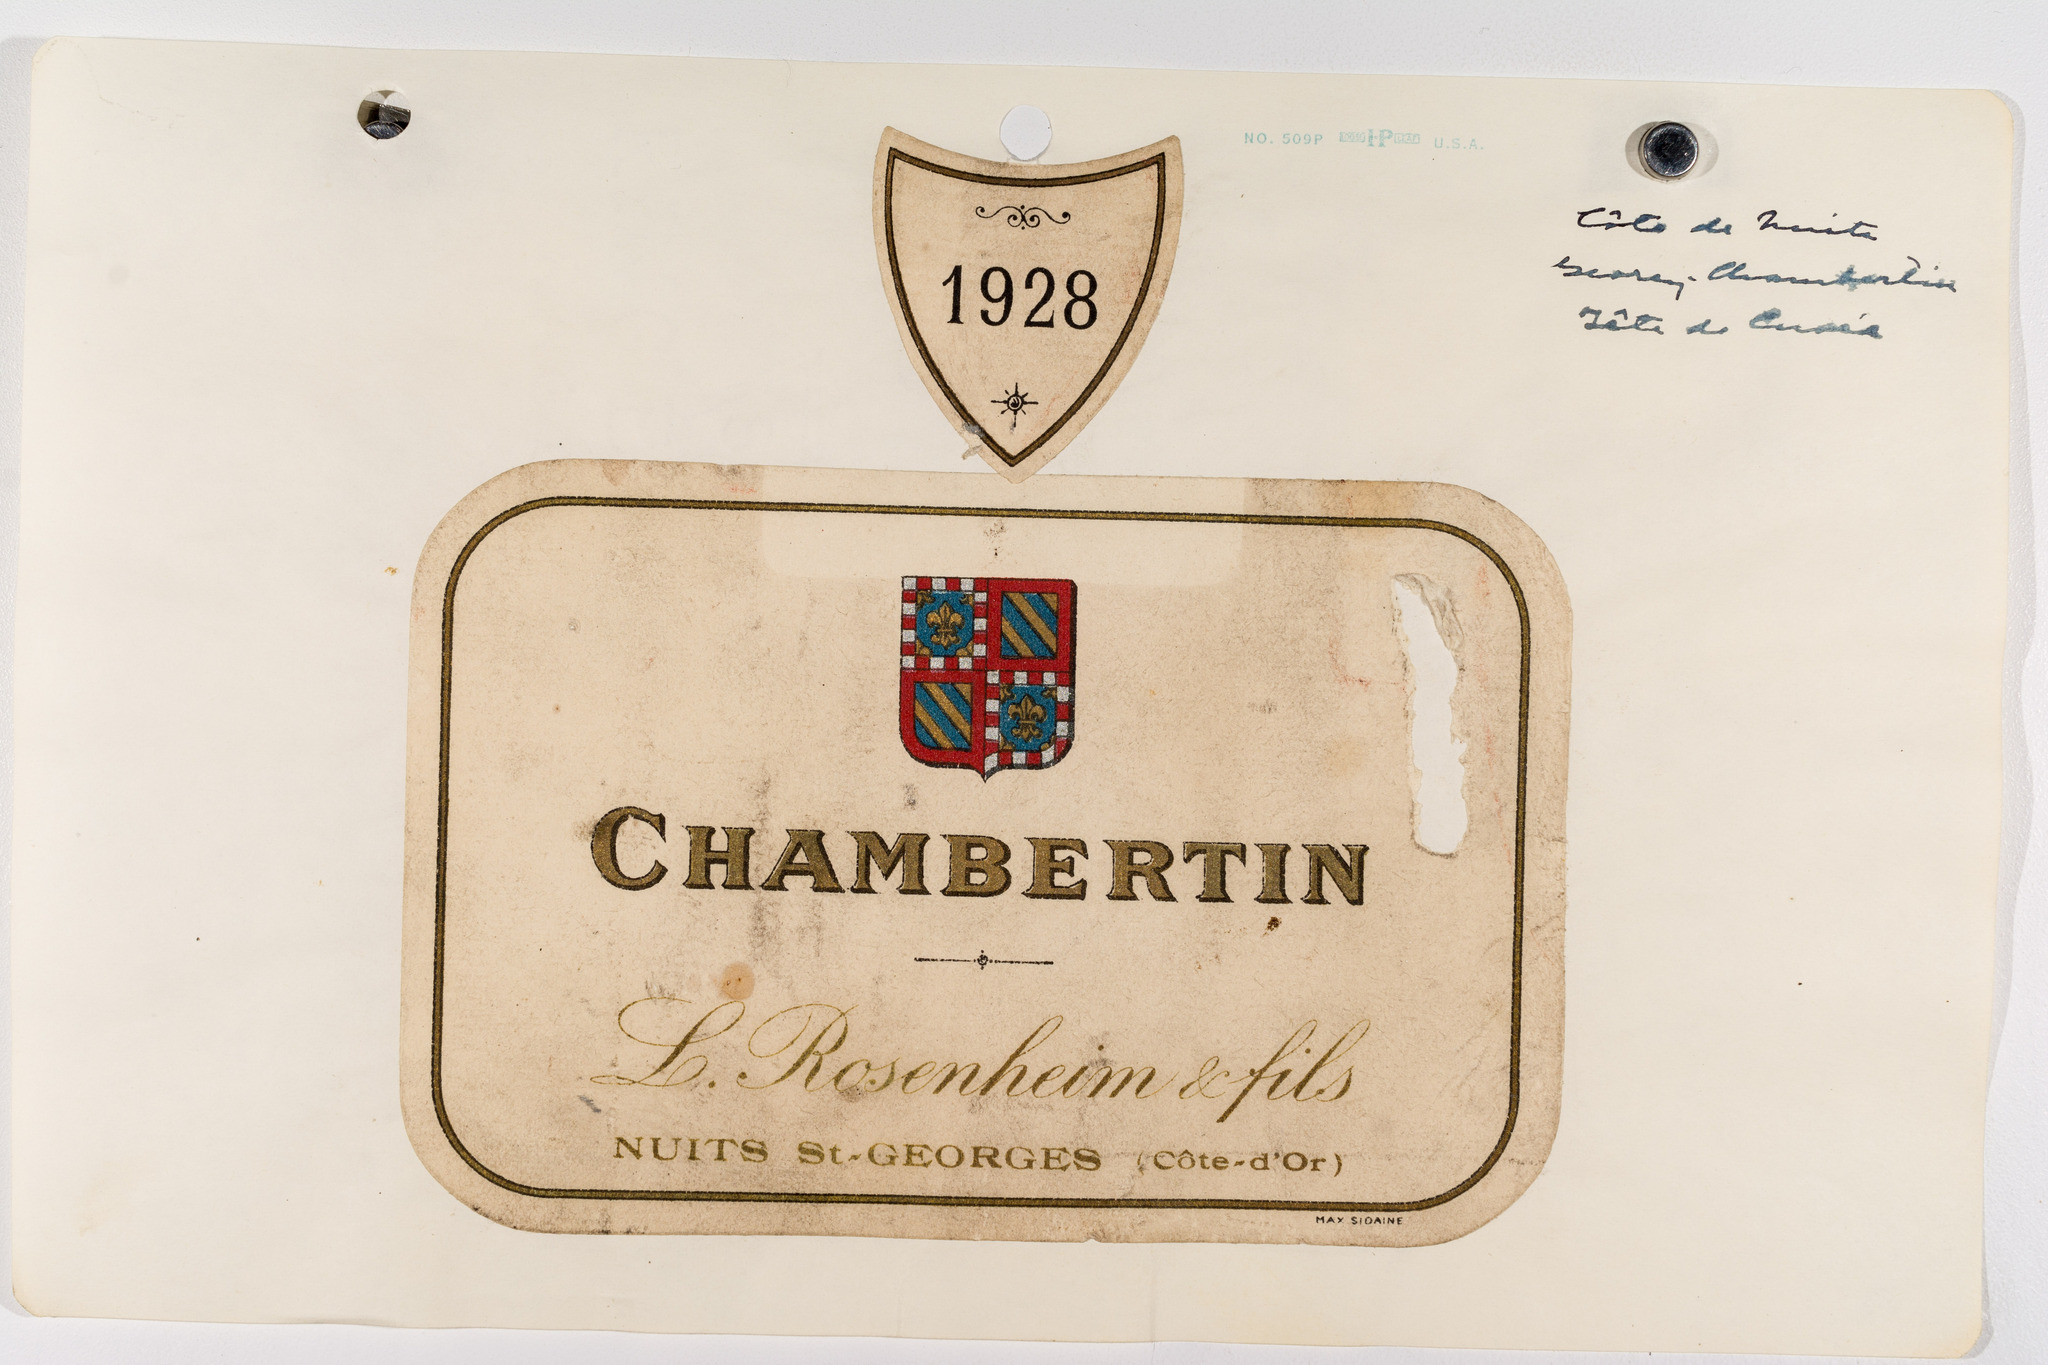 NO. 509P HP U.S.A.
Côte de Nuits
Gevrey-Chambertin
Tête de Cuvée
1928
CHAMBERTIN
L. Rosenheim & fils
NUITS St-GEORGES (Côte-d'Or)
MAX SIDAINE